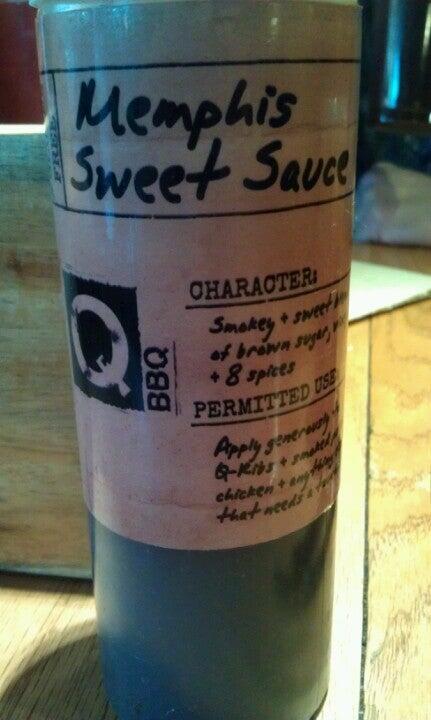 Memphis
Sweet Sauce
Q
BBQ
CHARACTER:
Smokey + sweet
of brown sugar,
+ 8 spices
PERMITTED USE
Apply generously
Q-Ribs + smoked
chicken + anything
that needs a